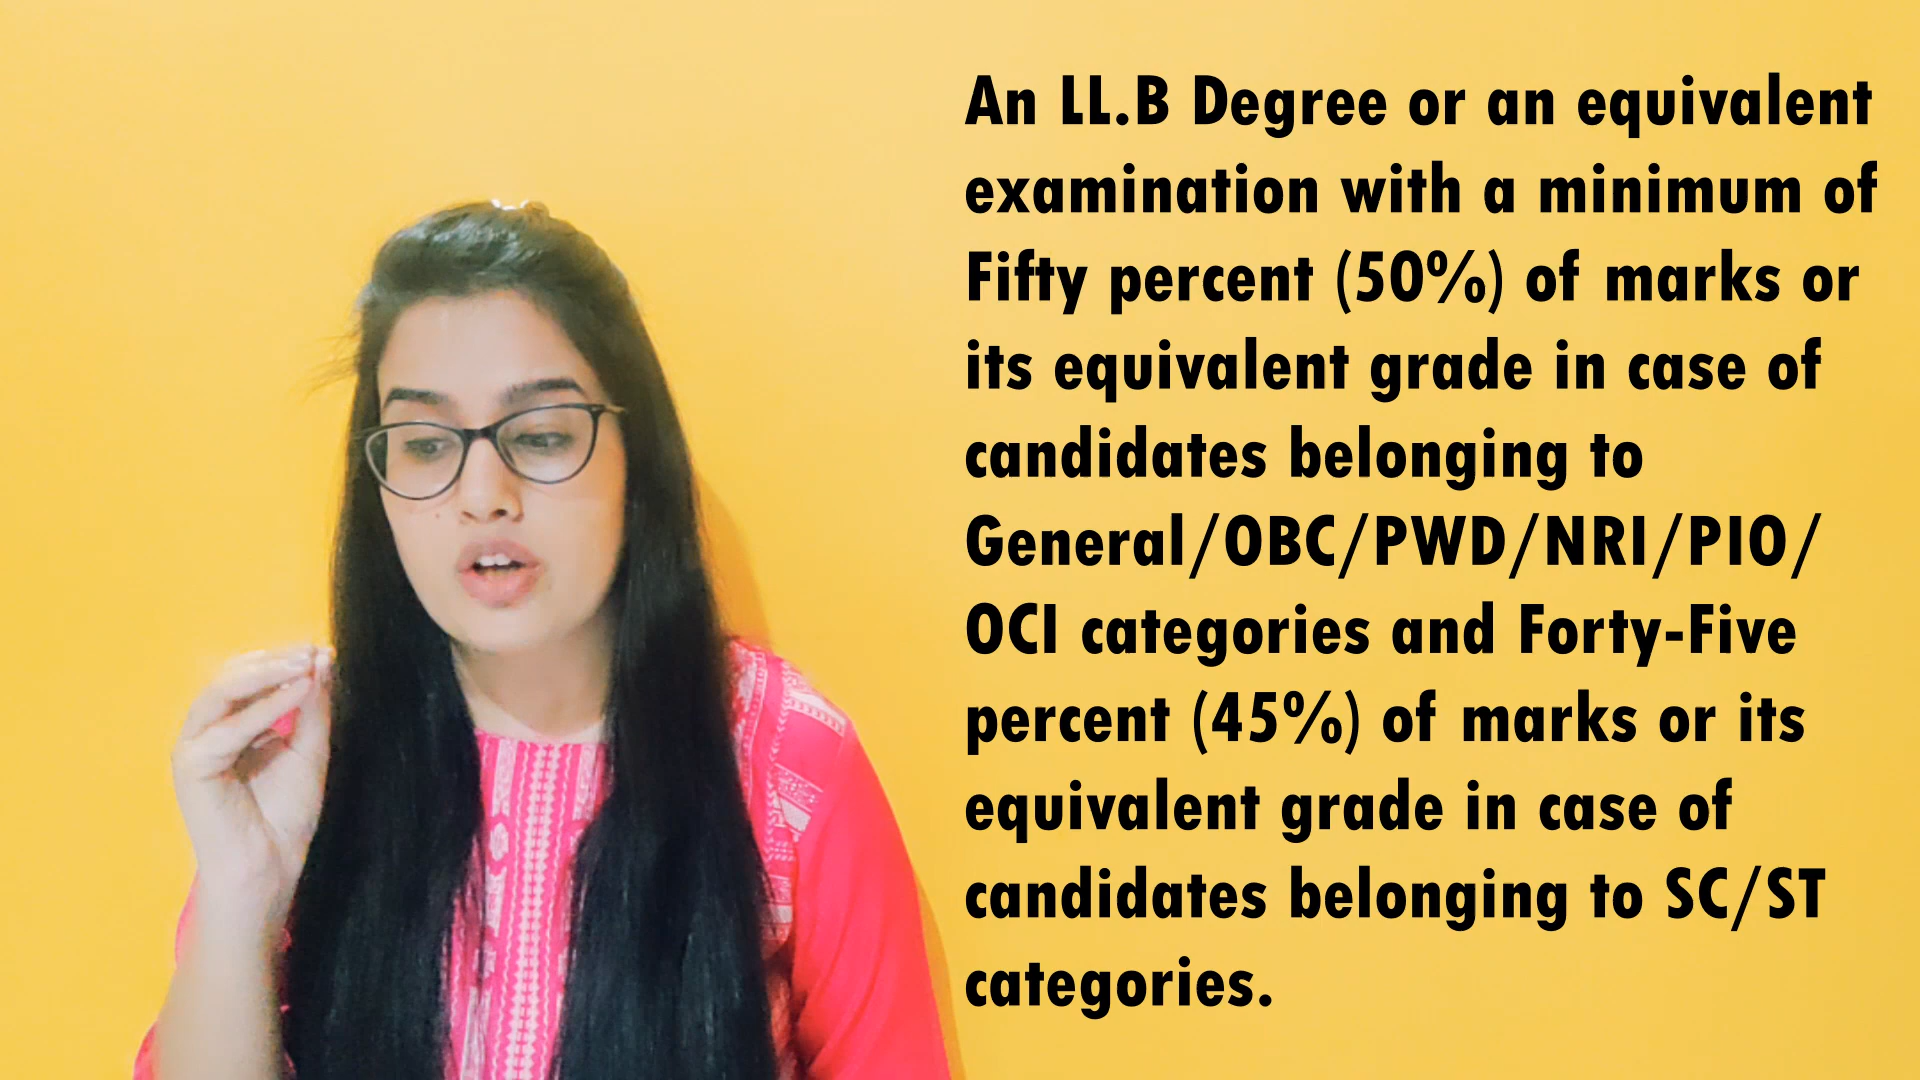 An LL.B Degree or an equivalent
examination with a minimum of
Fifty percent (50%) of marks or
its equivalent grade in case of
candidates belonging to
General/OBC/PWD/NRI/PIO/
OCI categories and Forty-Five
percent (45%) of marks or its
equivalent grade in case of
candidates belonging to SC/ST
categories.